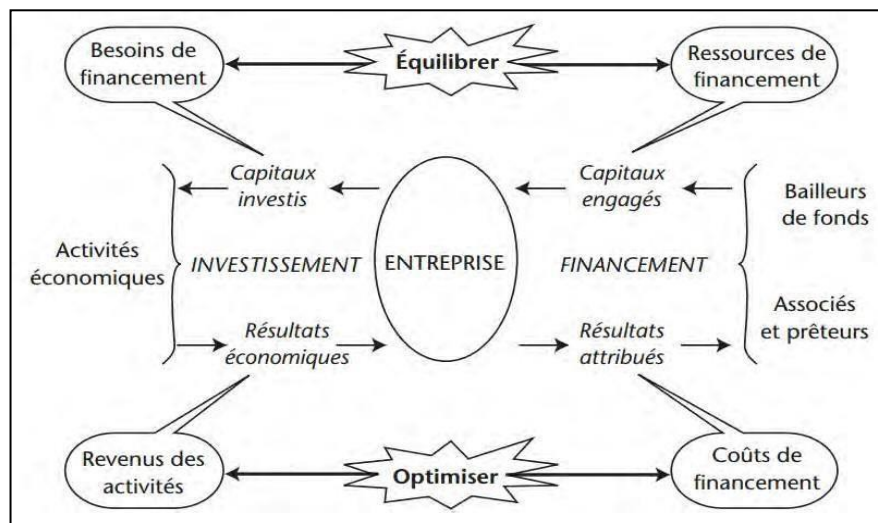 Besoins de
financement
Équilibrer
Ressources de
financement
Capitaux
investis
Capitaux
engagés
Bailleurs
de fonds
Activités
économiques
INVESTISSEMENT
ENTREPRISE
FINANCEMENT
Résultats
économiques
Résultats
attribués
Associés
et prêteurs
Revenus des
activités
Optimiser
Coûts de
financement